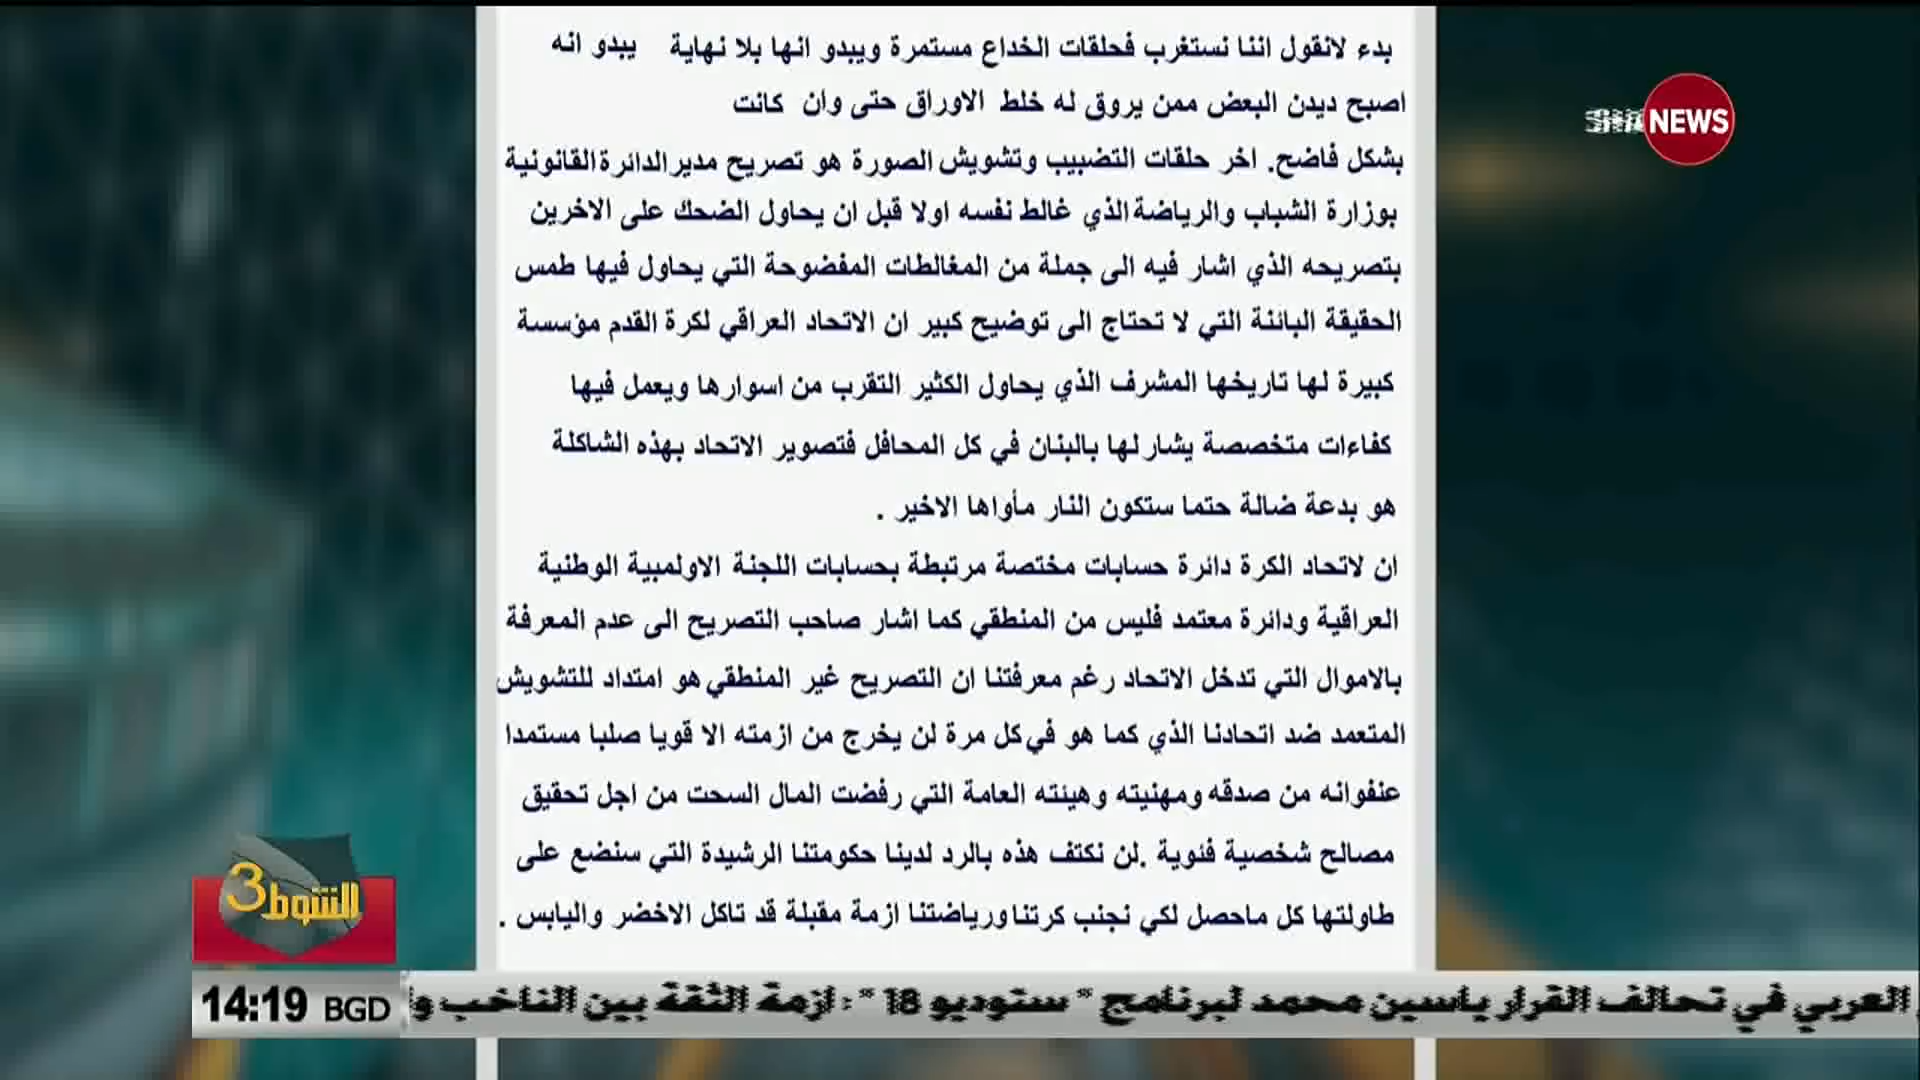 بدء لانقول اننا نستغرب فحلقات الخداع مستمرة ويبدو انها بلا نهاية يبدو انه
اصبح ديدن البعض ممن يروق له خلط الاوراق حتى وان كانت
بشكل فاضح. اخر حلقات التضبيب وتشويش الصورة هو تصريح مدير الدائرة القانونية
بوزارة الشباب والرياضة الذي غالط نفسه اولا قبل ان يحاول الضحك على الاخرين
بتصريحه الذي اشار فيه الى جملة من المغالطات المفضوحة التي يحاول فيها طمس
الحقيقة البائنة التي لا تحتاج الى توضيح كبير ان الاتحاد العراقي لكرة القدم مؤسسة
كبيرة لها تاريخها المشرف الذي يحاول الكثير التقرب من اسوارها ويعمل فيها
كفاءات متخصصة يشار لها بالبنان في كل المحافل فتصوير الاتحاد بهذه الشاكلة
هو بدعة ضالة حتما ستكون النار مأواها الاخير .
ان لاتحاد الكرة دائرة حسابات مختصة مرتبطة بحسابات اللجنة الاولمبية الوطنية
العراقية ودائرة معتمد فليس من المنطقي كما اشار صاحب التصريح الى عدم المعرفة
بالاموال التي تدخل الاتحاد رغم معرفتنا ان التصريح غير المنطقي هو امتداد للتشويش
المتعمد ضد اتحادنا الذي كما هو في كل مرة لن يخرج من ازمته الا قويا صلبا مستمدا
عنفوانه من صدقه ومهنيته وهيئته العامة التي رفضت المال السحت من اجل تحقيق
مصالح شخصية فئوية .لن نكتف هذه بالرد لدينا حكومتنا الرشيدة التي سنضع على
طاولتها كل ماحصل لكي نجنب كرتنا ورياضتنا ازمة مقبلة قد تاكل الاخضر واليابس .
NEWS
الشوط 3
14:19 BGD
العربي في تحالف القرار ياسين محمد لبرنامج " ستوديو 18 " : ازمة الثقة بين الناخب و